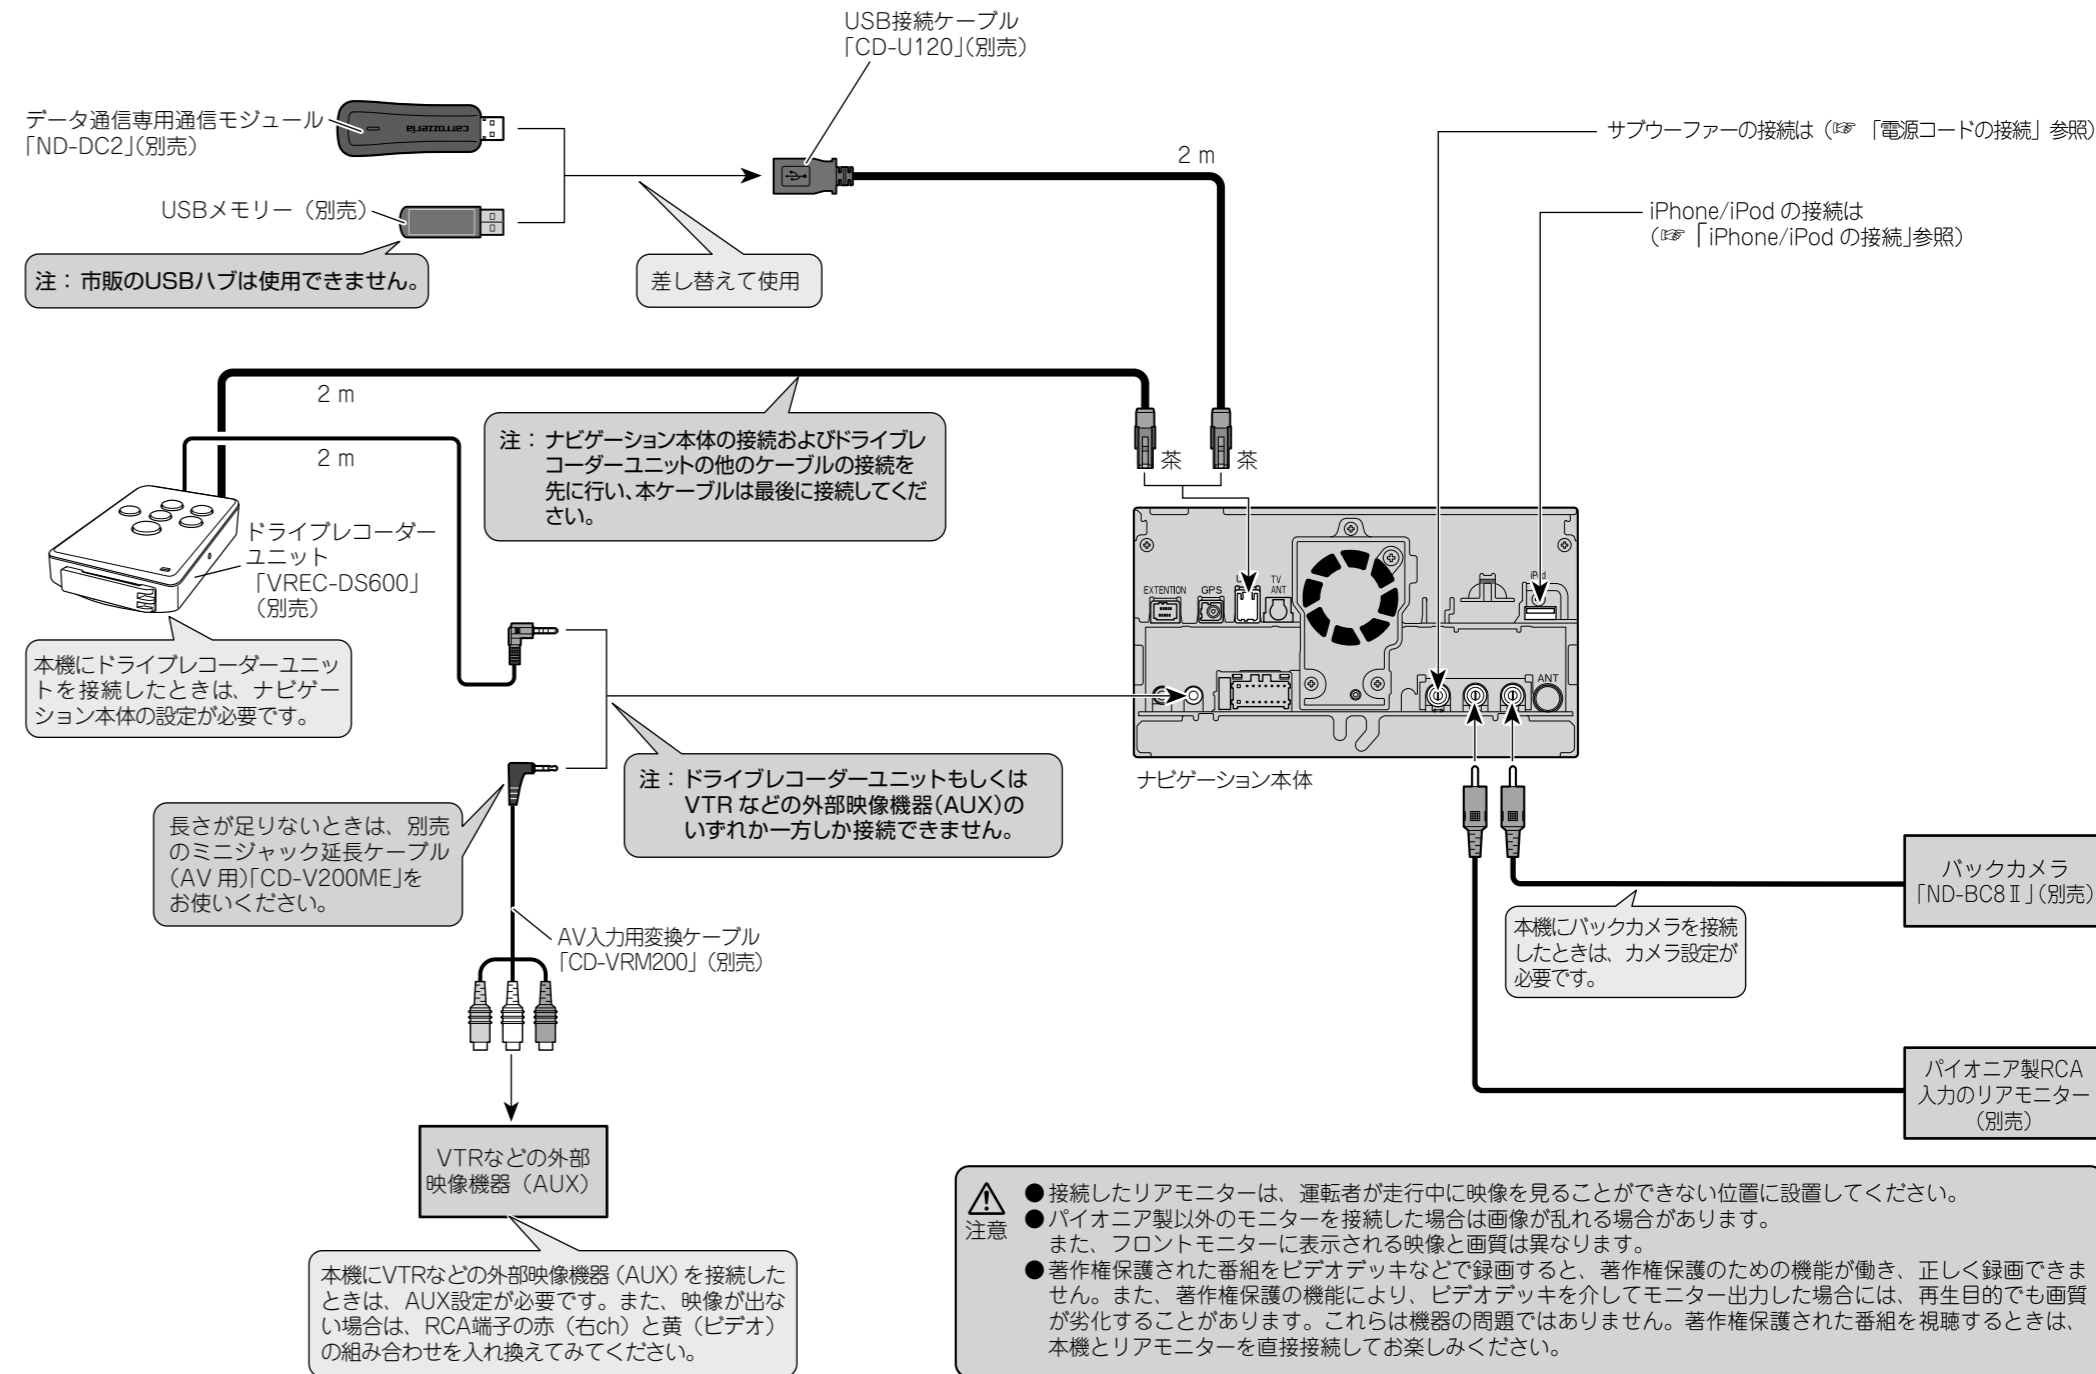 USB接続ケーブル
「CD-U120」(別売)
データ通信専用通信モジュール
「ND-DC2」(別売)
carrozzeria
2 m
サブウーファーの接続は(☞「電源コードの接続」参照)
USBメモリー(別売)
iPhone/iPod の接続は
(☞「iPhone/iPod の接続」参照)
注:市販のUSBハブは使用できません。
差し替えて使用
2 m
2 m
注:ナビゲーション本体の接続およびドライブレ
コーダーユニットの他のケーブルの接続を
先に行い、本ケーブルは最後に接続してくだ
さい。
茶
茶
ドライブレコーダー
ユニット
「VREC-DS600」
(別売)
EXTENTION
GPS
TV
ANT
ANT
本機にドライブレコーダーユニッ
トを接続したときは、ナビゲー
ション本体の設定が必要です。
ナビゲーション本体
注:ドライブレコーダーユニットもしくは
VTR などの外部映像機器(AUX)の
いずれか一方しか接続できません。
長さが足りないときは、別売
のミニジャック延長ケーブル
(AV 用)「CD-V200ME」を
お使いください。
AV入力用変換ケーブル
「CD-VRM200」(別売)
バックカメラ
「ND-BC8Ⅱ」(別売)
本機にバックカメラを接続
したときは、カメラ設定が
必要です。
パイオニア製RCA
入力のリアモニター
(別売)
VTRなどの外部
映像機器(AUX)
本機にVTRなどの外部映像機器(AUX)を接続した
ときは、AUX設定が必要です。また、映像が出な
い場合は、RCA端子の赤(右ch)と黄(ビデオ)
の組み合わせを入れ換えてみてください。
注意
●接続したリアモニターは、運転者が走行中に映像を見ることができない位置に設置してください。
●パイオニア製以外のモニターを接続した場合は画像が乱れる場合があります。
また、フロントモニターに表示される映像と画質は異なります。
●著作権保護された番組をビデオデッキなどで録画すると、著作権保護のための機能が働き、正しく録画できま
せん。また、著作権保護の機能により、ビデオデッキを介してモニター出力した場合には、再生目的でも画質
が劣化することがあります。これらは機器の問題ではありません。著作権保護された番組を視聴するときは、
本機とリアモニターを直接接続してお楽しみください。